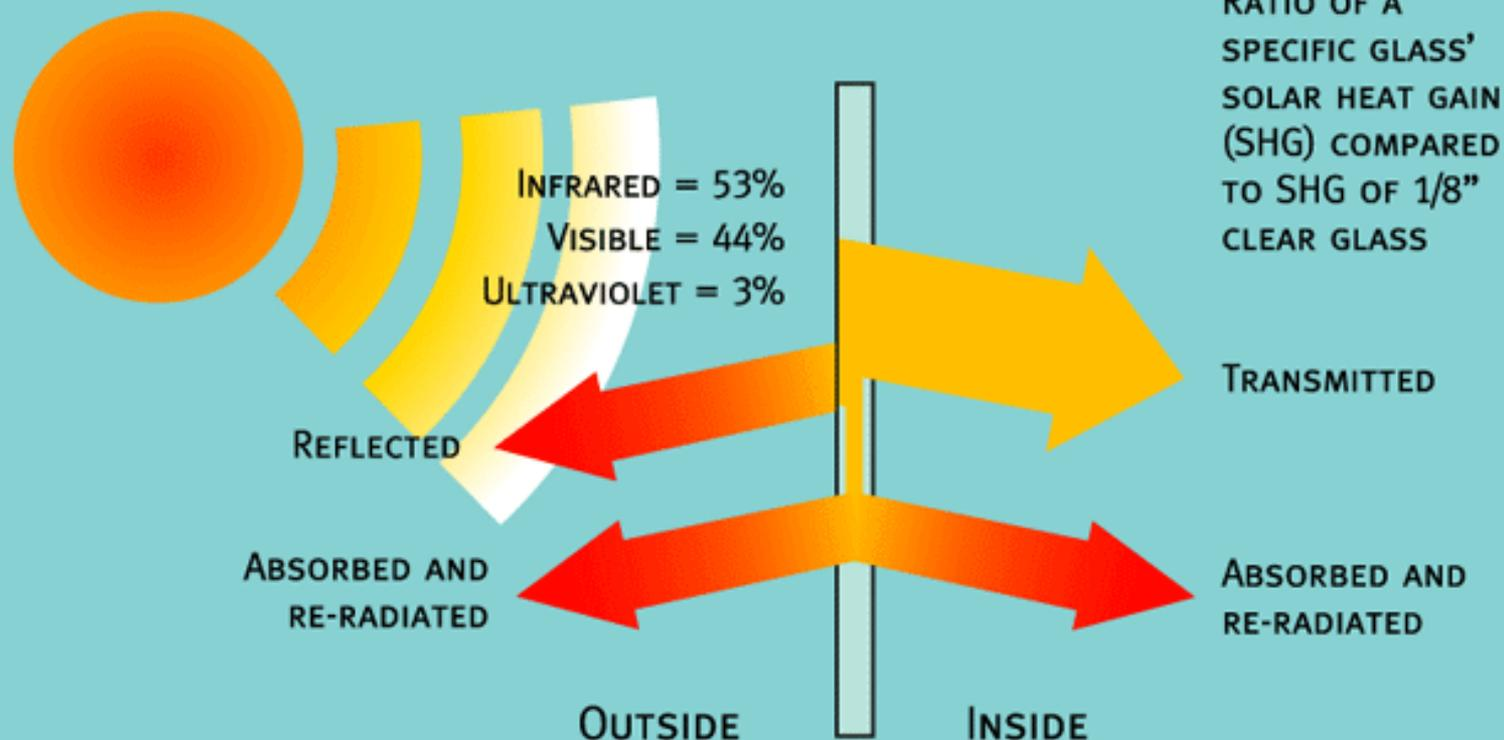 RATIO OF A
SPECIFIC GLASS'
SOLAR HEAT GAIN
(SHG) COMPARED
TO SHG OF 1/8”
CLEAR GLASS
INFRARED = 53%
VISIBLE = 44%
ULTRAVIOLET = 3%
TRANSMITTED
REFLECTED
ABSORBED AND
RE-RADIATED
ABSORBED AND
RE-RADIATED
OUTSIDE
INSIDE